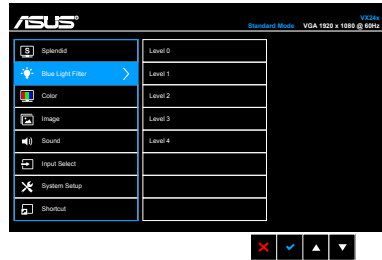 ASUS
VX24x
Standard Mode VGA 1920 x 1080 @ 60Hz
S Splendid
Blue Light Filter
Color
Image
Sound
Input Select
System Setup
Shortcut
Level 0
Level 1
Level 2
Level 3
Level 4